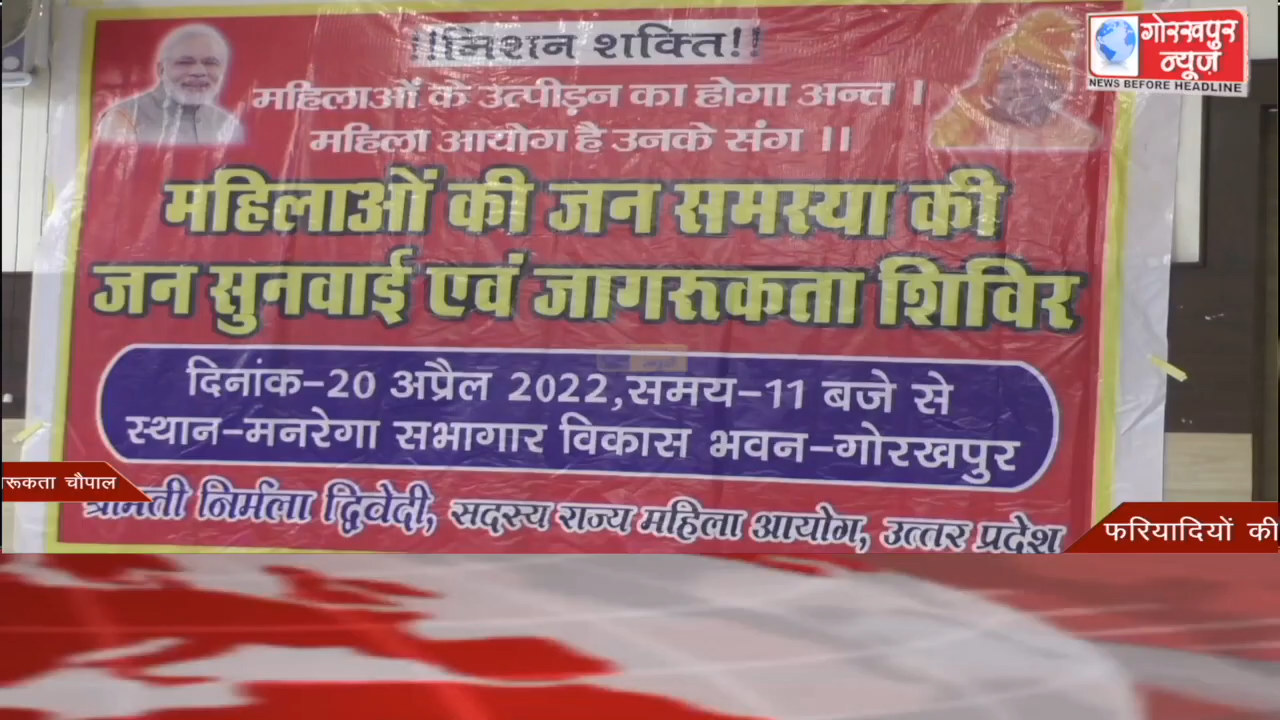 !!मिशन शक्ति!!
गोरखपुर
न्यूज़
NEWS BEFORE HEADLINE
महिलाओं के उत्पीड़न का होगा अन्त ।
महिला आयोग है उनके संग ।।
महिलाओं की जन समस्या की
जन सुनवाई एवं जागरूकता शिविर
दिनांक-20 अप्रैल 2022,समय-11 बजे से
स्थान-मनरेगा सभागार विकास भवन-गोरखपुर
रूकता चौपाल
श्रीमती निर्मला द्विवेदी, सदस्य राज्य महिला आयोग, उत्तर प्रदेश
फरियादियों की